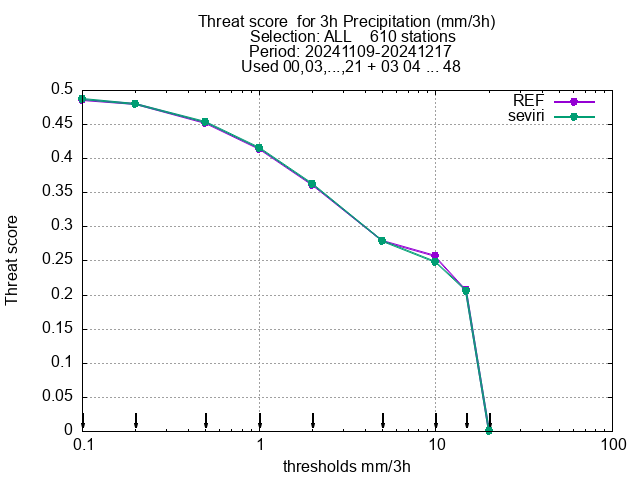 Threat score  for 3h Precipitation (mm/3h)
Selection: ALL    610 stations
Period: 20241109-20241217
Used 00,03,...,21 + 03 04 ... 48
REF
seviri
Threat score
0.5
0.45
0.4
0.35
0.3
0.25
0.2
0.15
0.1
0.05
0
0.1 1 10 100
thresholds mm/3h